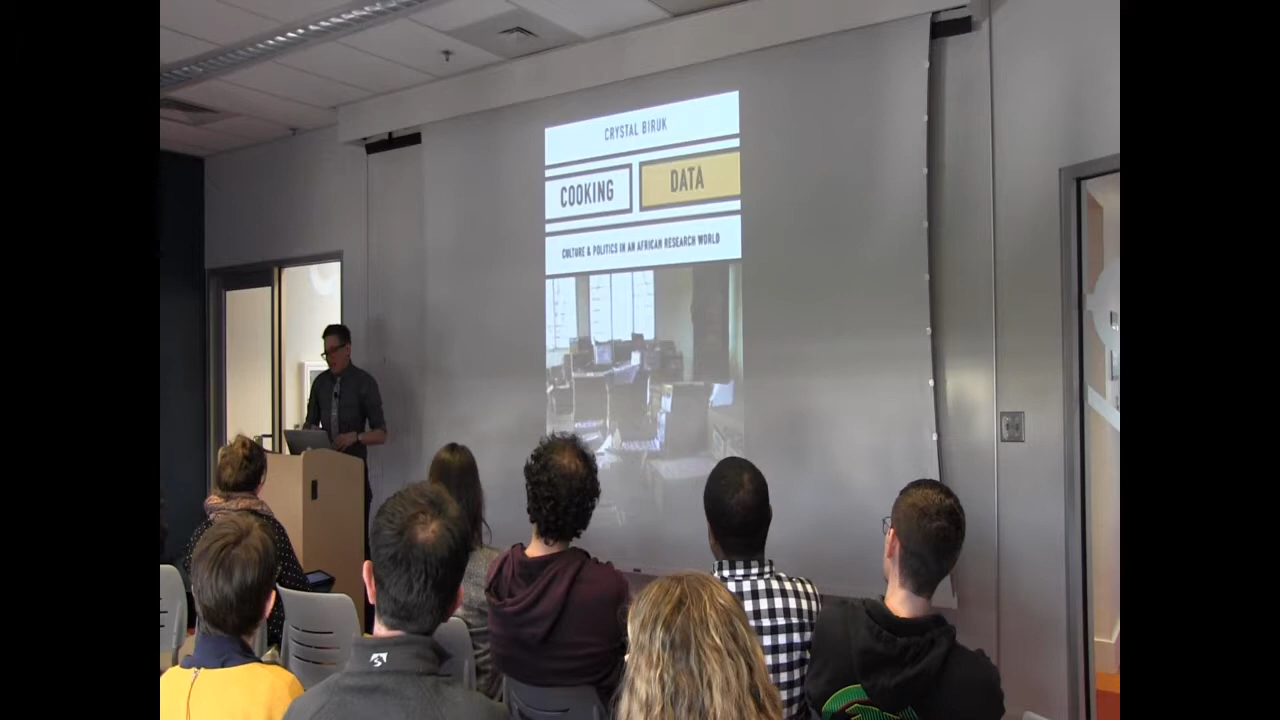 CRYSTAL BIRUK
COOKING DATA
CULTURE & POLITICS IN AN AFRICAN RESEARCH WORLD